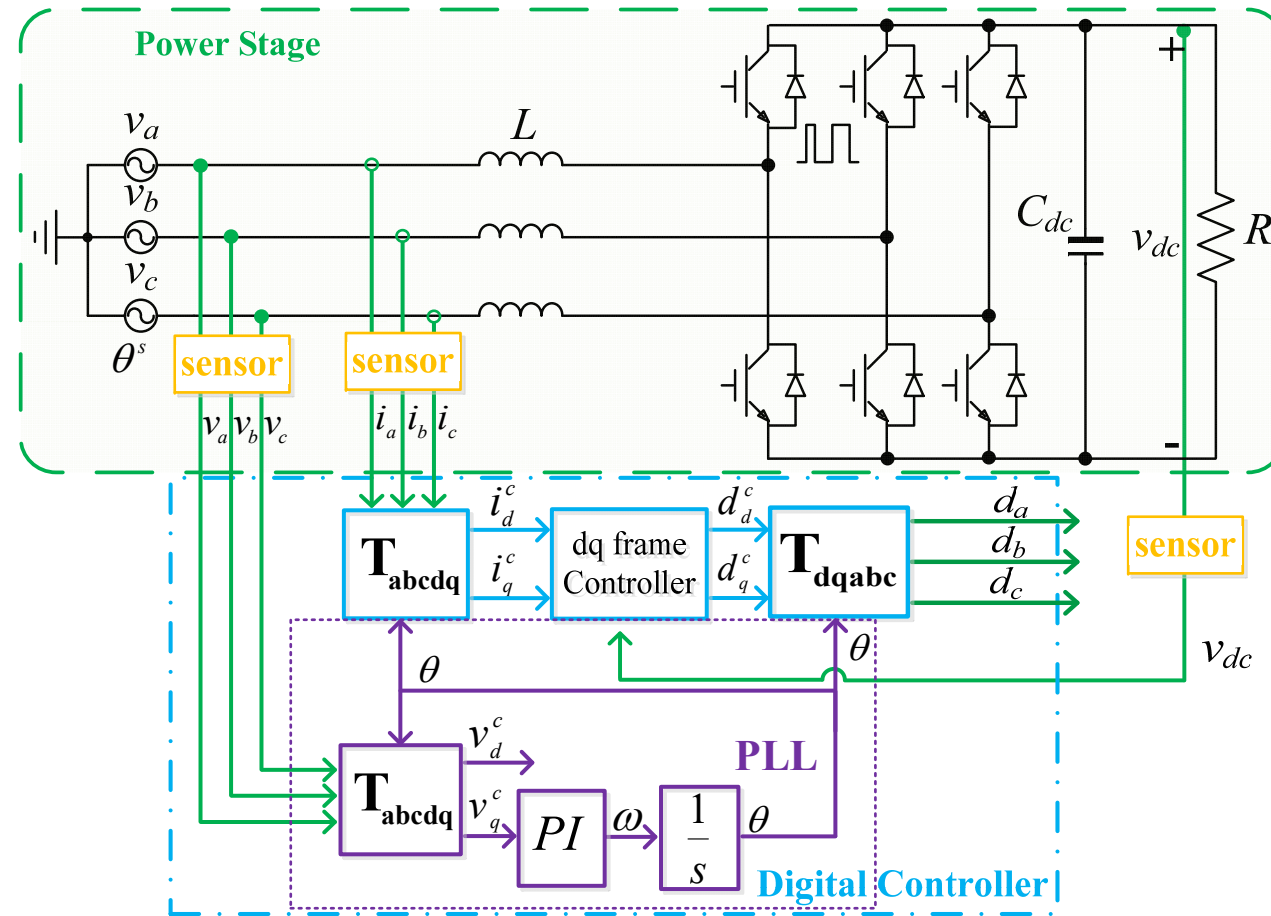 Power Stage
v_a
L
v_b
v_c
θ^s
C_dc
v_dc
R
+
-
sensor
sensor
v_a v_b v_c
i_a i_b i_c
T_abcdq
i_d^c
i_q^c
dq frame
Controller
d_d^c
d_q^c
T_dqabc
d_a
d_b
d_c
sensor
v_dc
θ
θ
T_abcdq
v_d^c
v_q^c
PI
ω
1
s
θ
PLL
Digital Controller